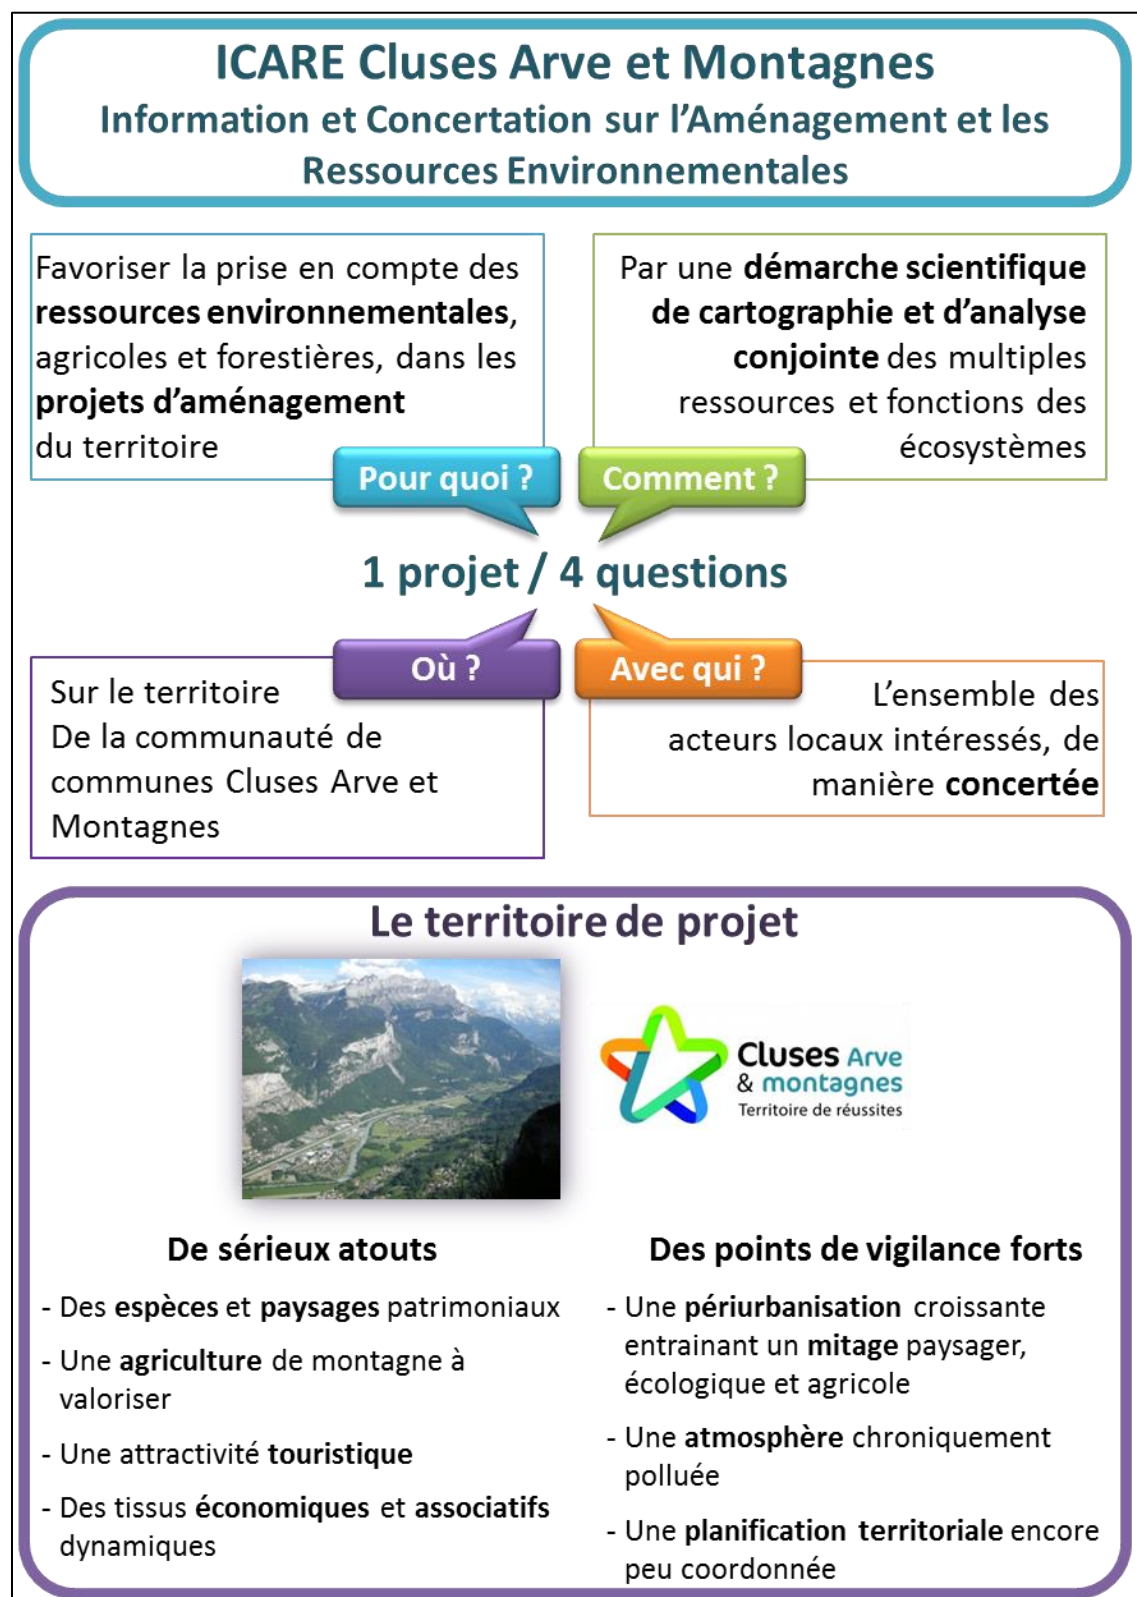 ICARE Cluses Arve et Montagnes
Information et Concertation sur l'Aménagement et les
Ressources Environnementales
Favoriser la prise en compte des
ressources environnementales,
agricoles et forestières, dans les
projets d'aménagement
du territoire
Pour quoi ?
Par une démarche scientifique
de cartographie et d'analyse
conjointe des multiples
ressources et fonctions des
écosystèmes
Comment ?
1 projet / 4 questions
Où ?
Sur le territoire
De la communauté de
communes Cluses Arve et
Montagnes
Avec qui ?
L'ensemble des
acteurs locaux intéressés, de
manière concertée
Le territoire de projet
Cluses Arve
& montagnes
Territoire de réussites
De sérieux atouts
- Des espèces et paysages patrimoniaux
- Une agriculture de montagne à
valoriser
- Une attractivité touristique
- Des tissus économiques et associatifs
dynamiques
Des points de vigilance forts
- Une périurbanisation croissante
entrainant un mitage paysager,
écologique et agricole
- Une atmosphère chroniquement
polluée
- Une planification territoriale encore
peu coordonnée